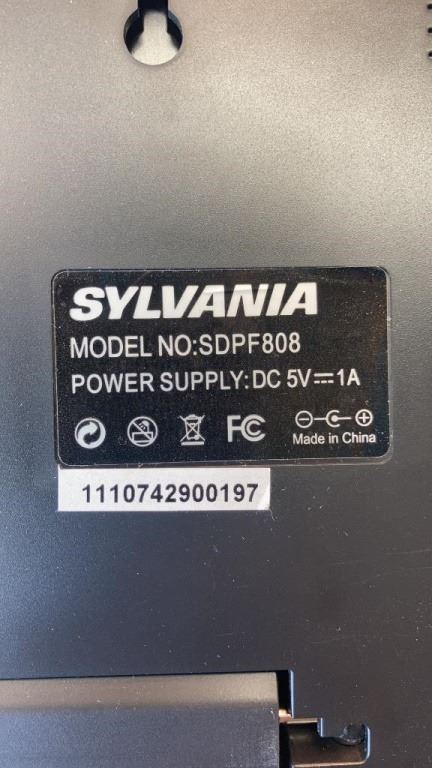 SYLVANIA
MODEL NO:SDPF808
POWER SUPPLY:DC 5V⎓1A
FC
Made in China
1110742900197